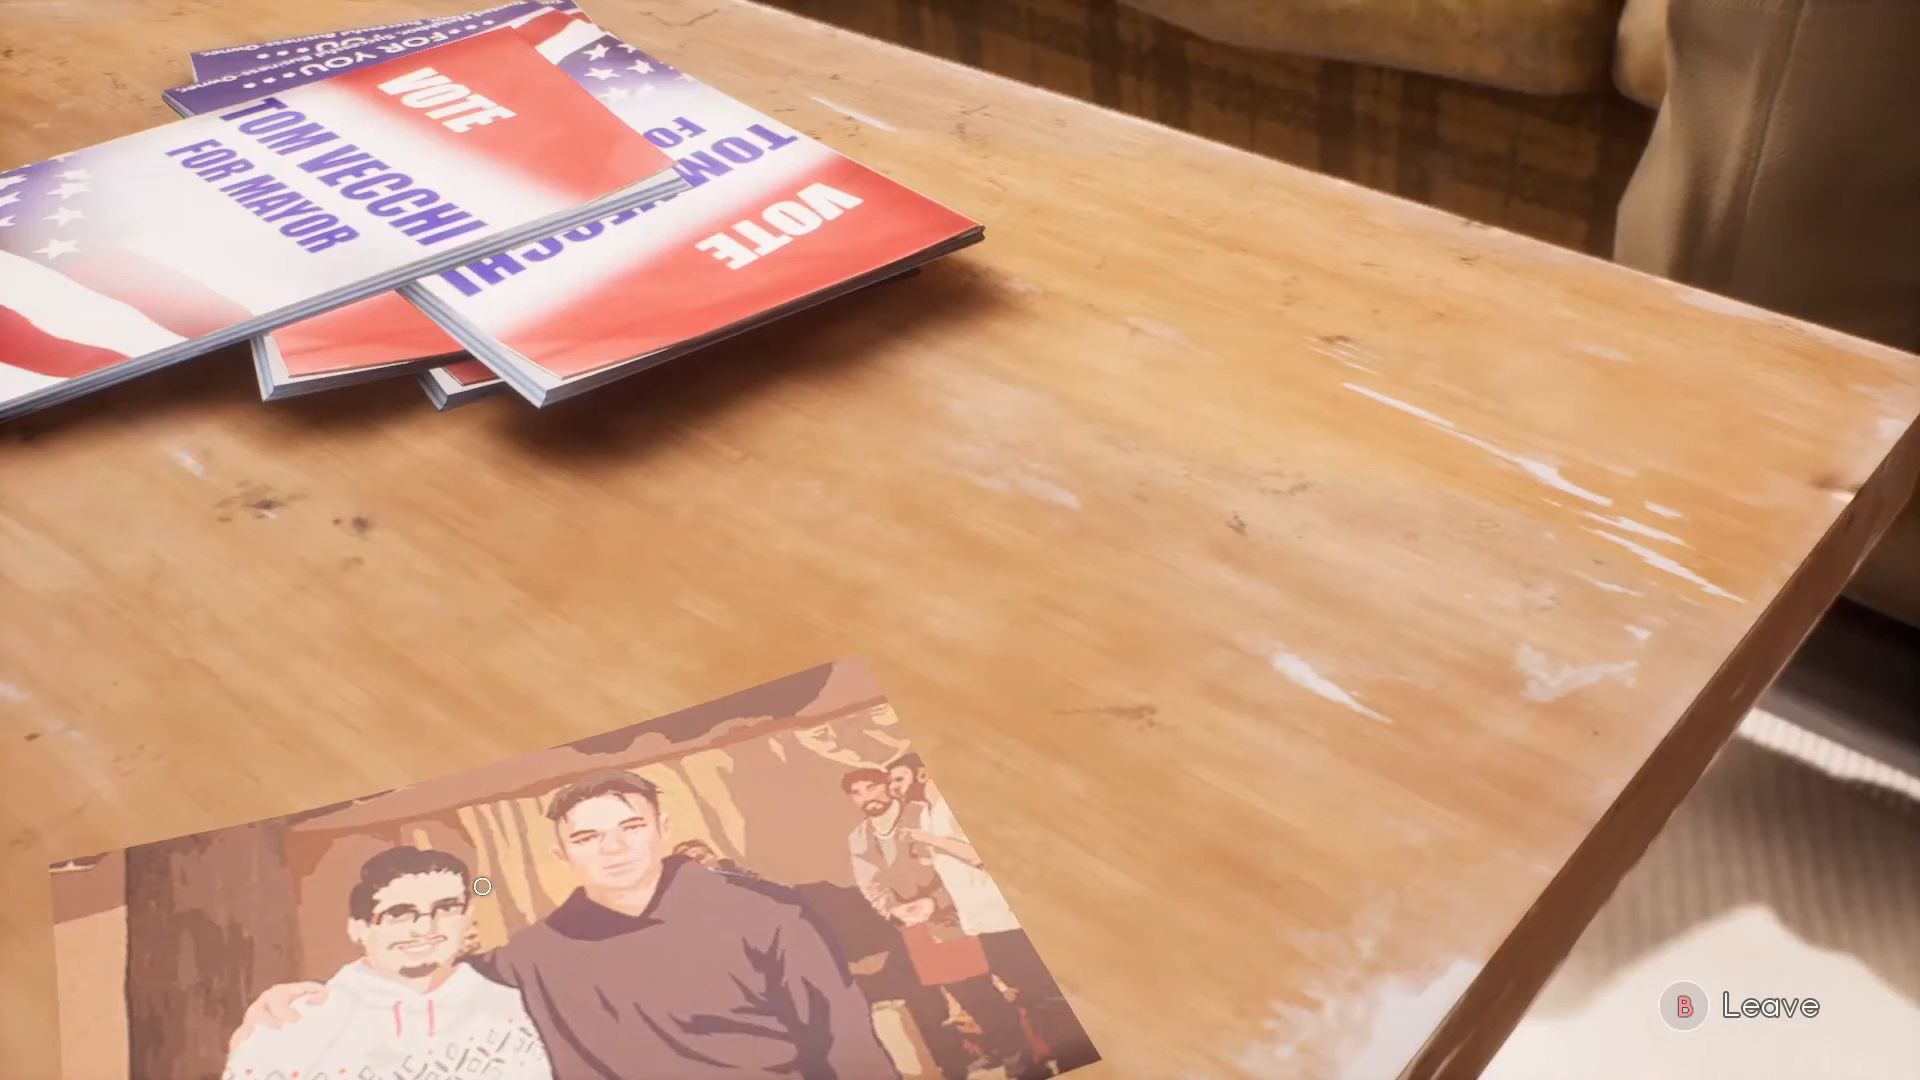 FOR YOU
VOTE
TOM VECCHI
FOR MAYOR
VOTE
TOM VECCHI
FO
B Leave